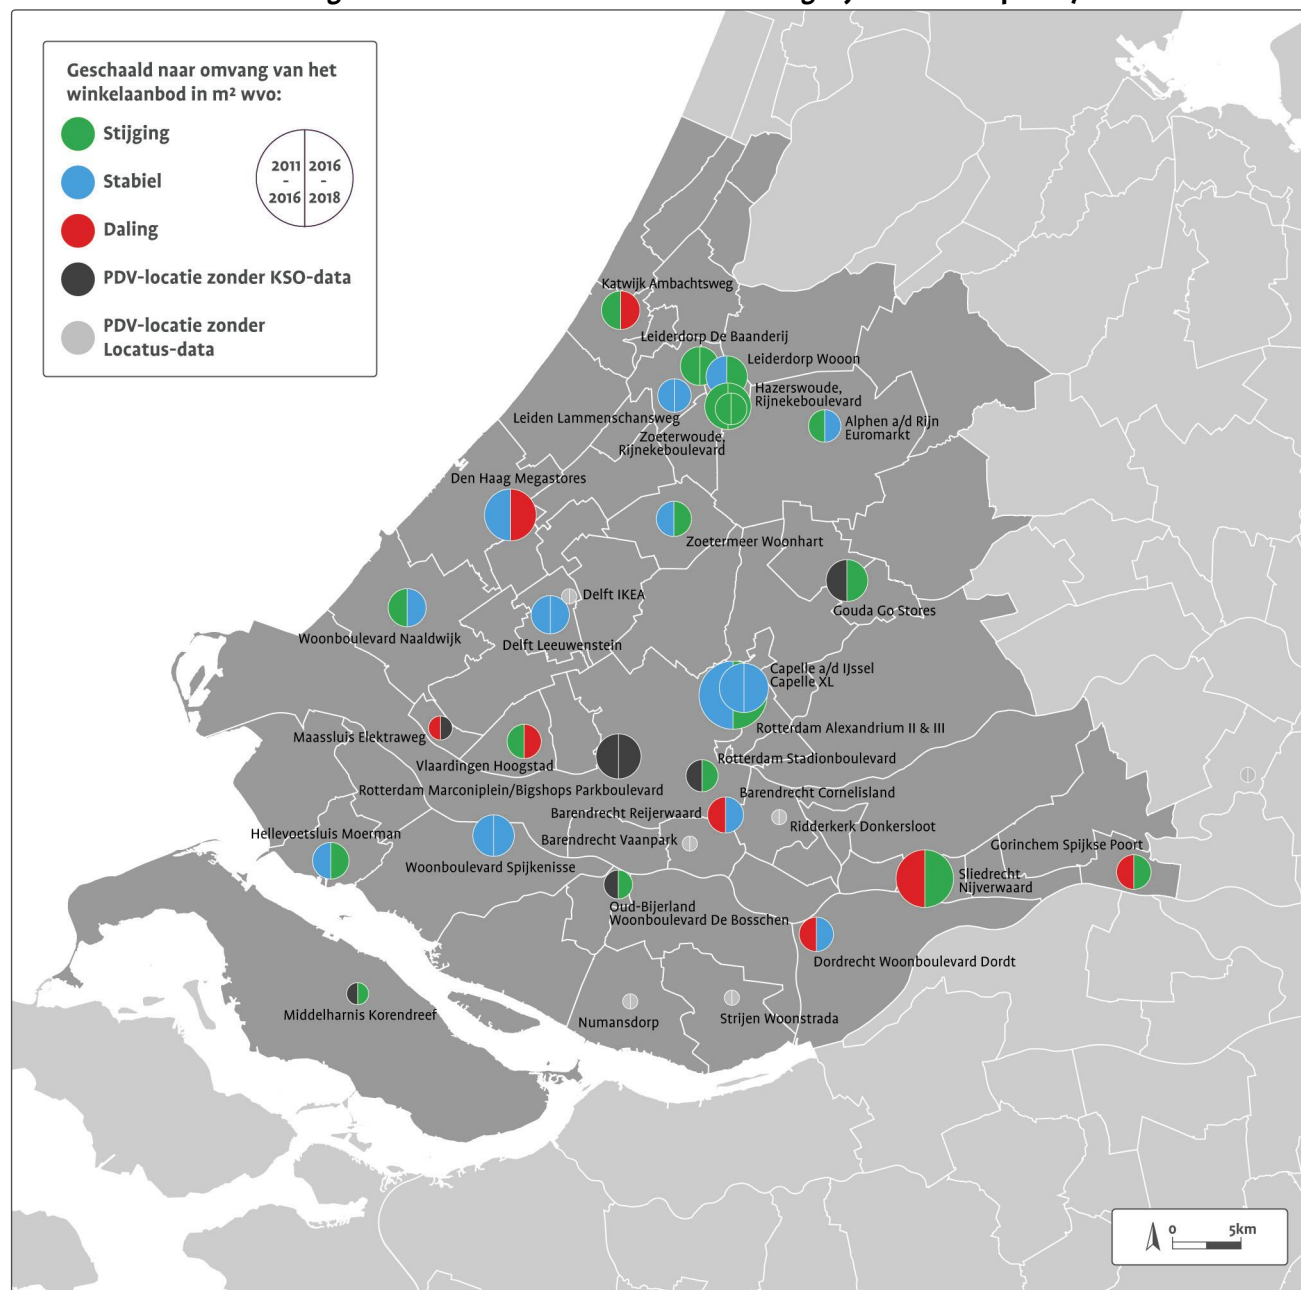 Geschaald naar omvang van het
winkelaanbod in m² wvo:
Stijging
Stabiel
Daling
PDV-locatie zonder KSO-data
PDV-locatie zonder
Locatus-data
2011
-
2016
2016
-
2018
Katwijk Ambachtsweg
Leiderdorp De Baanderij
Leiderdorp Wooon
Hazerswoude,
Rijnekeboulevard
Leiden Lammenschansweg
Alphen a/d Rijn
Euromarkt
Zoeterwoude,
Rijnekeboulevard
Den Haag Megastores
Zoetermeer Woonhart
Delft IKEA
Gouda Go Stores
Woonboulevard Naaldwijk
Delft Leeuwenstein
Capelle a/d IJssel
Capelle XL
Rotterdam Alexandrium II & III
Maassluis Elektraweg
Vlaardingen Hoogstad
Rotterdam Stadionboulevard
Rotterdam Marconiplein/Bigshops Parkboulevard
Barendrecht Cornelisland
Barendrecht Reijerwaard
Ridderkerk Donkersloot
Hellevoetsluis Moerman
Barendrecht Vaanpark
Gorinchem Spijkse Poort
Woonboulevard Spijkenisse
Sliedrecht
Nijverwaard
Oud-Bijerland
Woonboulevard De Bosschen
Dordrecht Woonboulevard Dordt
Middelharnis Korendreef
Numansdorp
Strijen Woonstrada
0 5km